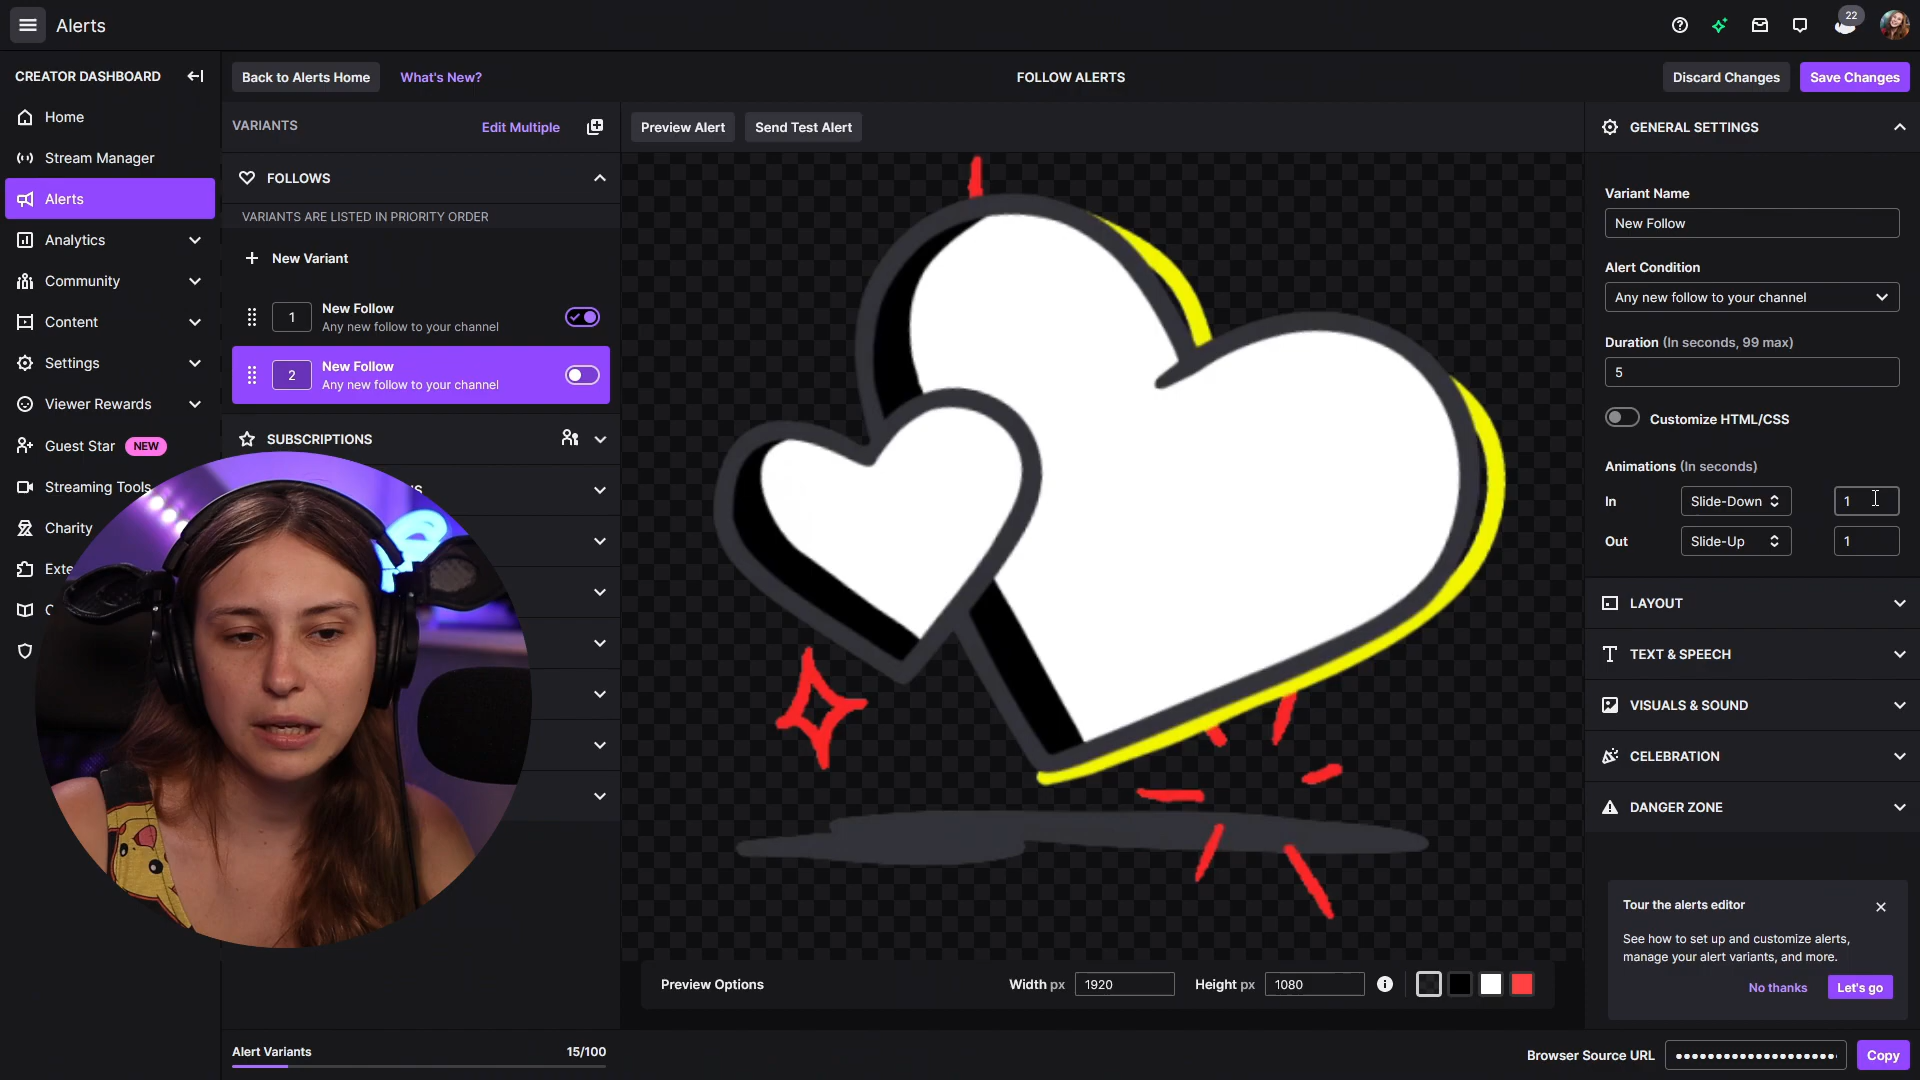 Alerts
22
CREATOR DASHBOARD
Home
Stream Manager
Alerts
Analytics
Community
Content
Settings
Viewer Rewards
Guest Star NEW
Streaming Tools
Charity
Back to Alerts Home
What's New?
FOLLOW ALERTS
Discard Changes
Save Changes
VARIANTS
Edit Multiple
FOLLOWS
VARIANTS ARE LISTED IN PRIORITY ORDER
New Variant
1
New Follow
Any new follow to your channel
2
New Follow
Any new follow to your channel
SUBSCRIPTIONS
Alert Variants
15/100
Preview Alert
Send Test Alert
Preview Options
Width px 1920
Height px 1080
GENERAL SETTINGS
Variant Name
New Follow
Alert Condition
Any new follow to your channel
Duration (In seconds, 99 max)
5
Customize HTML/CSS
Animations (In seconds)
In Slide-Down 1
Out Slide-Up 1
LAYOUT
TEXT & SPEECH
VISUALS & SOUND
CELEBRATION
DANGER ZONE
Tour the alerts editor
See how to set up and customize alerts,
manage your alert variants, and more.
No thanks
Let's go
Browser Source URL
Copy